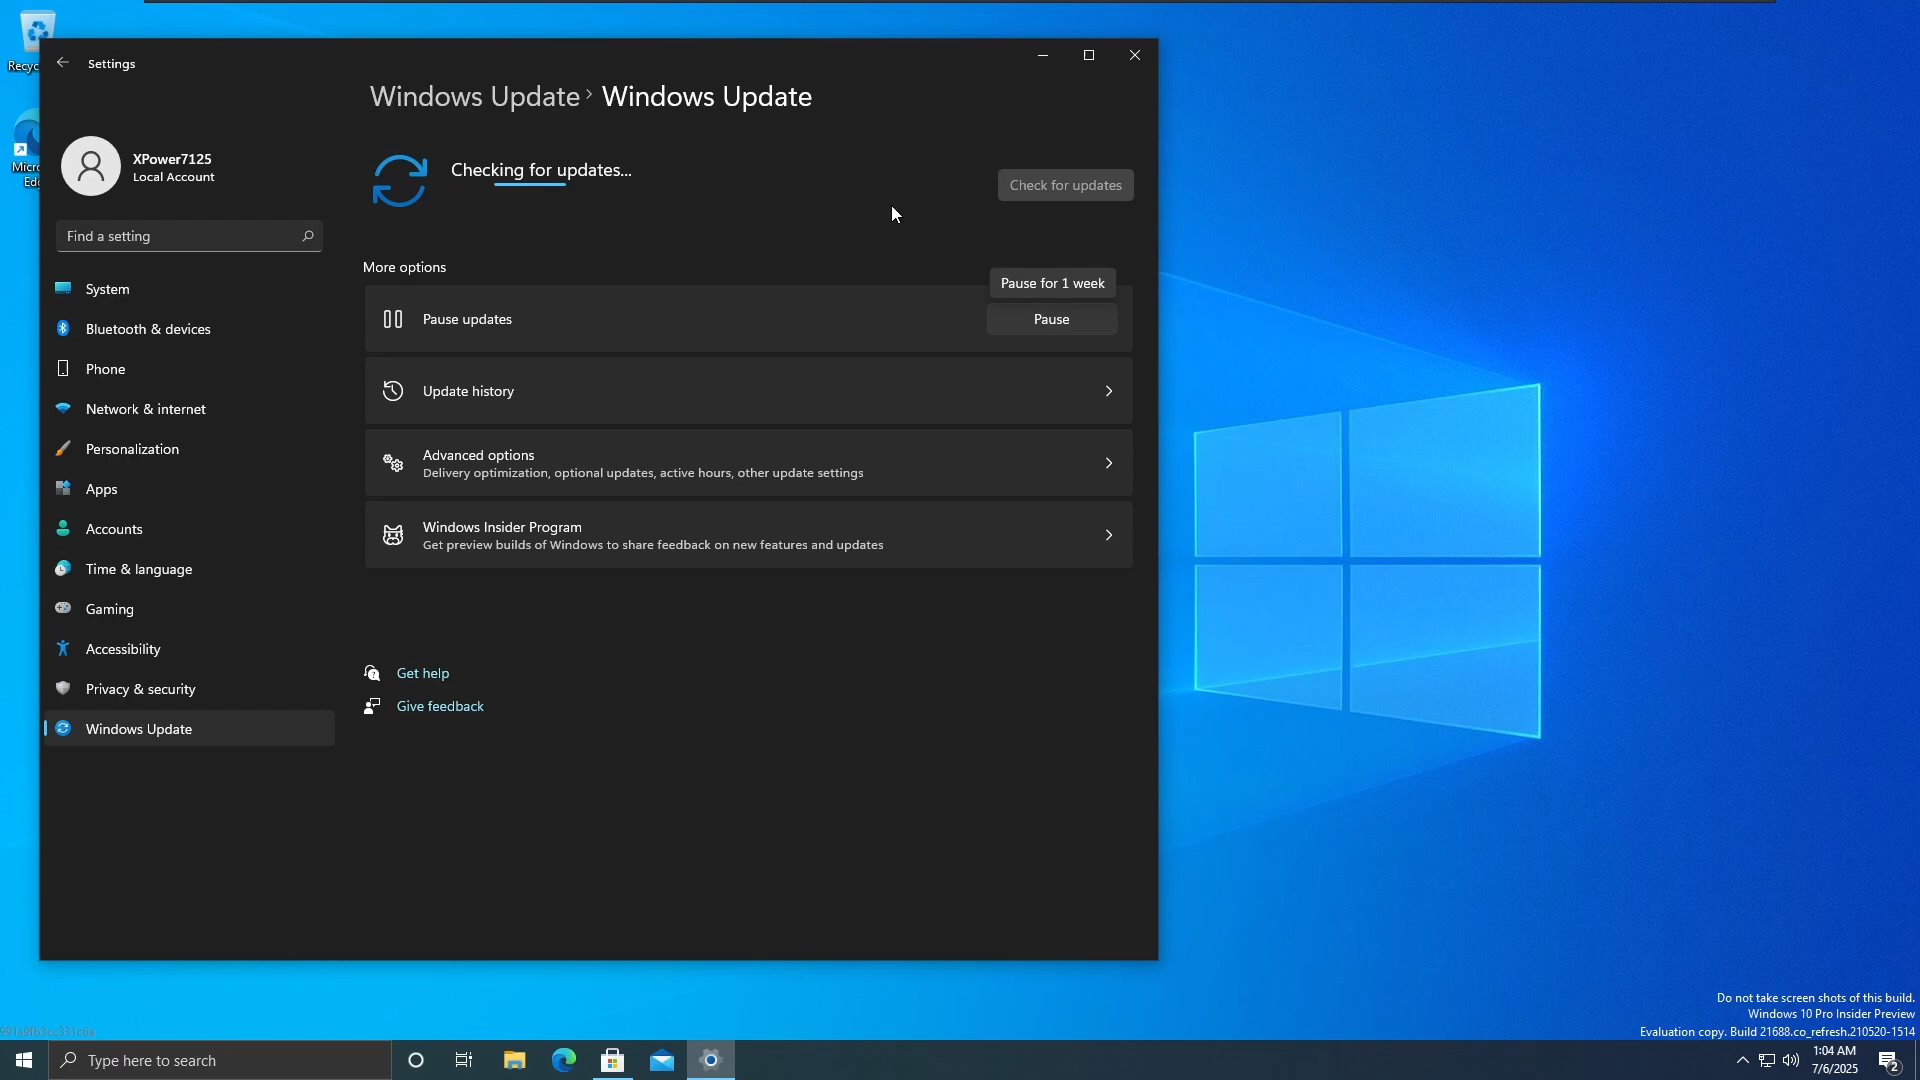 Recyc
Micro
Edg
Settings
Windows Update › Windows Update
XPower7125
Local Account
Checking for updates...
Check for updates
Find a setting
More options
Pause for 1 week
Pause updates
Pause
System
Bluetooth & devices
Phone
Network & internet
Personalization
Apps
Accounts
Time & language
Gaming
Accessibility
Privacy & security
Windows Update
Update history
Advanced options
Delivery optimization, optional updates, active hours, other update settings
Windows Insider Program
Get preview builds of Windows to share feedback on new features and updates
Get help
Give feedback
Do not take screen shots of this build.
Windows 10 Pro Insider Preview
Evaluation copy. Build 21688.co_refresh.210520-1514
Type here to search
1:04 AM
7/6/2025
2